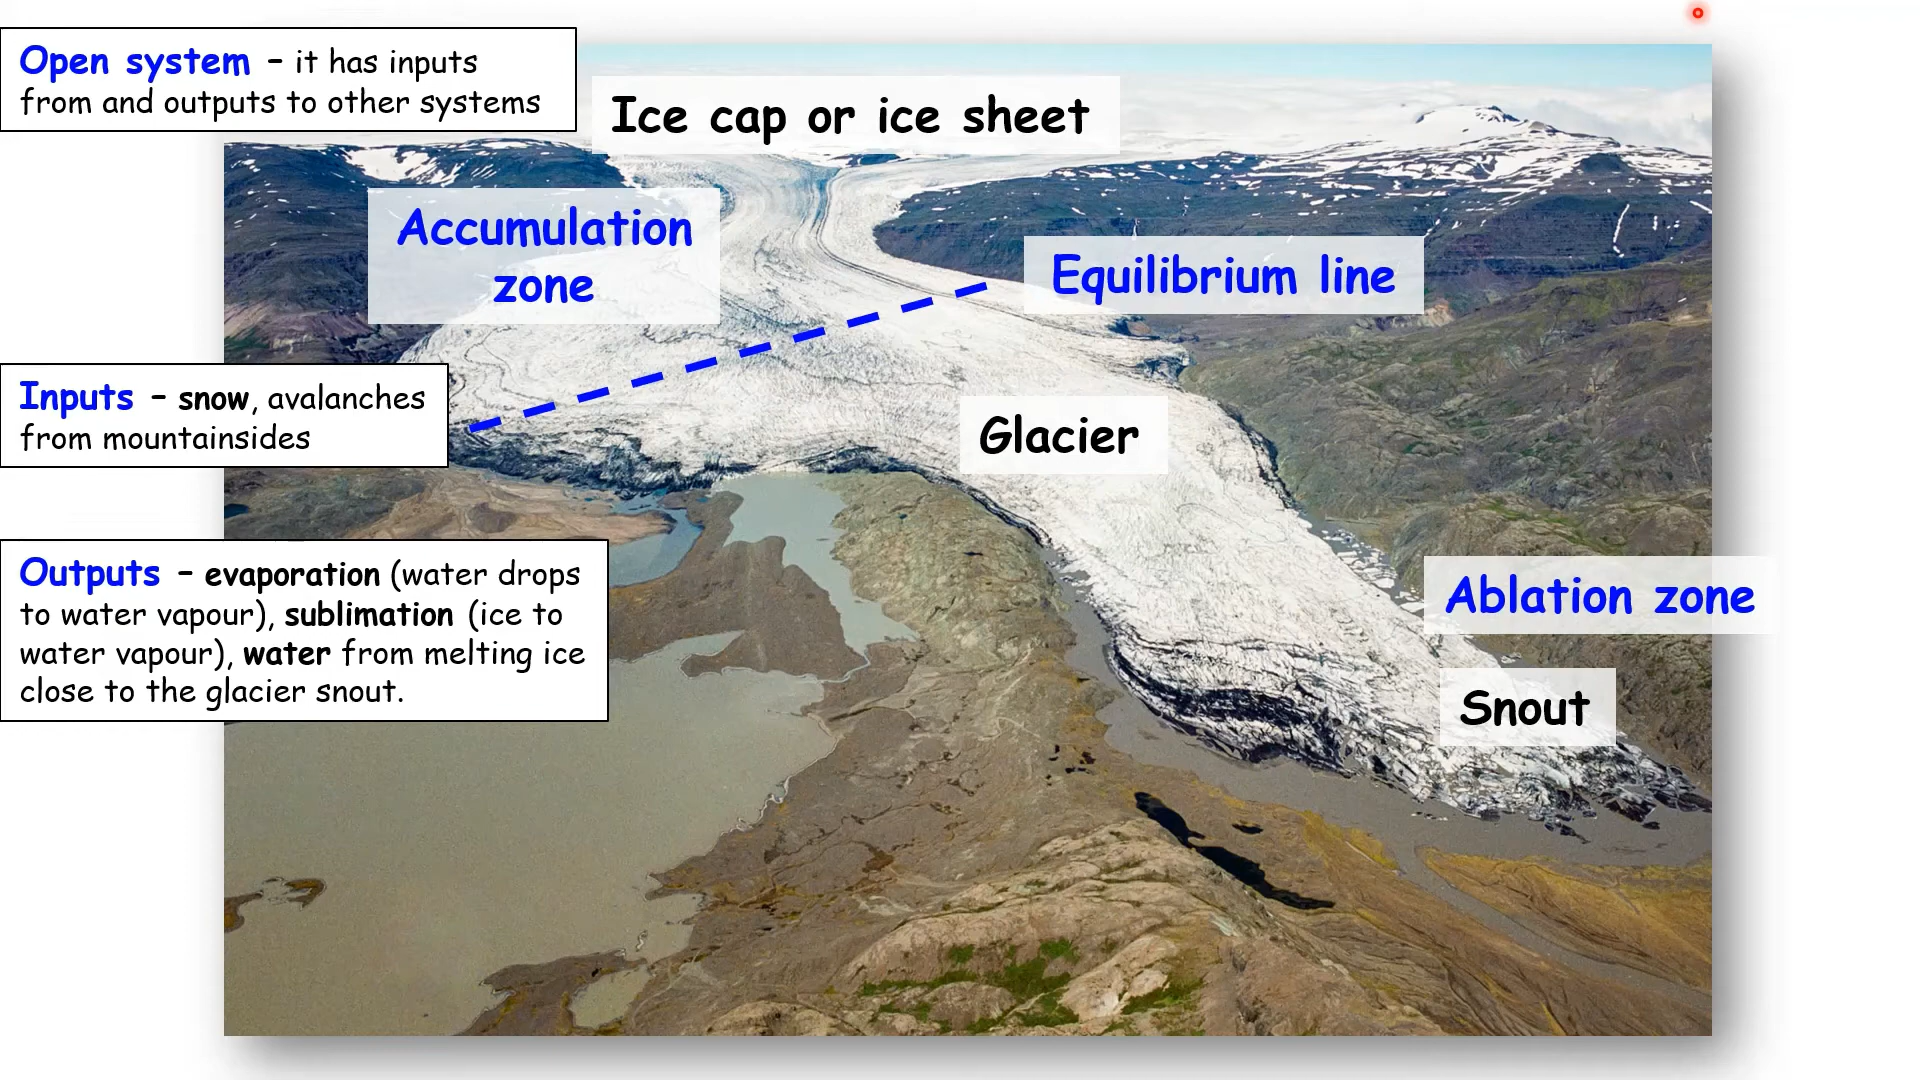 Open system – it has inputs
from and outputs to other systems
Ice cap or ice sheet
Accumulation
zone
Equilibrium line
Inputs – snow, avalanches
from mountainsides
Glacier
Outputs – evaporation (water drops
to water vapour), sublimation (ice to
water vapour), water from melting ice
close to the glacier snout.
Ablation zone
Snout